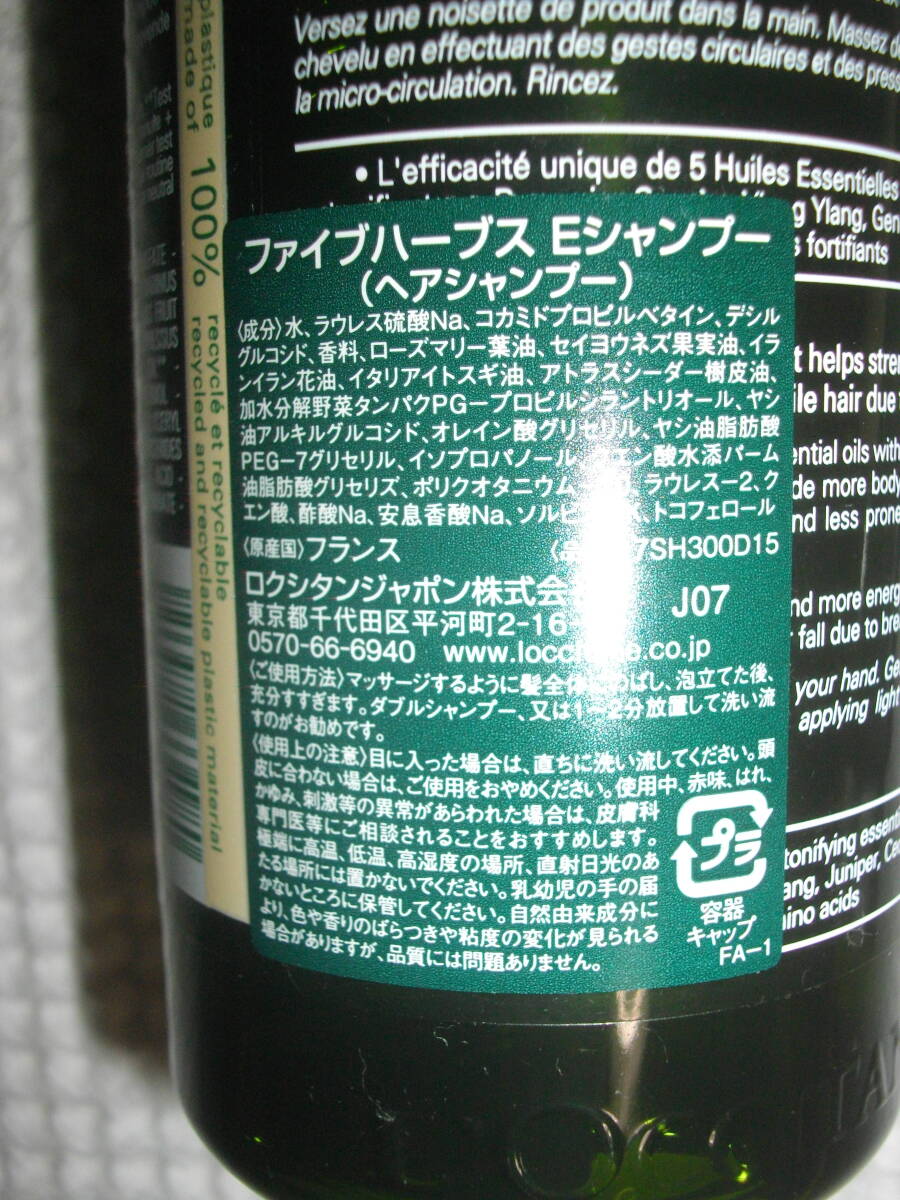 Versez une noisette de produit dans la main. Massez
chevelu en effectuant des gestes circulaires et des press
la micro-circulation. Rincez.
• L'efficacité unique de 5 Huiles Essentielles
Ylang, Gen
fortifiants
plastique 100% recyclé et recyclable
made of recycled and recyclable plastic material
ファイブハーブス Eシャンプー
(ヘアシャンプー)
〈成分〉水、ラウレス硫酸Na、コカミドプロピルベタイン、デシル
グルコシド、香料、ローズマリー葉油、セイヨウネズ果実油、イラ
ンイラン花油、イタリアイトスギ油、アトラスシーダー樹皮油、
加水分解野菜タンパクPGープロピルシラントリオール、ヤシ
油アルキルグルコシド、オレイン酸グリセリル、ヤシ油脂肪酸
PEG-7グリセリル、イソプロパノール、 エン酸水添パーム
油脂肪酸グリセリズ、ポリクオタニウム 、ラウレス-2、ク
エン酸、酢酸Na、安息香酸Na、ソルビ K、トコフェロール
〈原産国〉フランス 7SH300D15
ロクシタンジャポン株式会 J07
東京都千代田区平河町2-16
0570-66-6940 www.locc e.co.jp
〈ご使用方法〉マッサージするように髪全体 ばし、泡立てた後、
充分すすぎます。ダブルシャンプー、又は1 2分放置して洗い流
すのがお勧めです。
〈使用上の注意〉目に入った場合は、直ちに洗い流してください。頭
皮に合わない場合は、ご使用をおやめください。使用中、赤味、はれ、
かゆみ、刺激等の異常があらわれた場合は、皮膚科
専門医等にご相談されることをおすすめします。
極端に高温、低温、高湿度の場所、直射日光のあ
たる場所には置かないでください。乳幼児の手の届
かないところに保管してください。自然由来成分に
より、色や香りのばらつきや粘度の変化が見られる
場合がありますが、品質には問題ありません。
プラ
容器
キャップ
FA-1
t helps stren
ile hair due
ential oils with
de more body
nd less prone
nd more energ
fall due to bre
your hand. Ge
applying light
tonifying essenti
ang, Juniper, Ced
ino acids